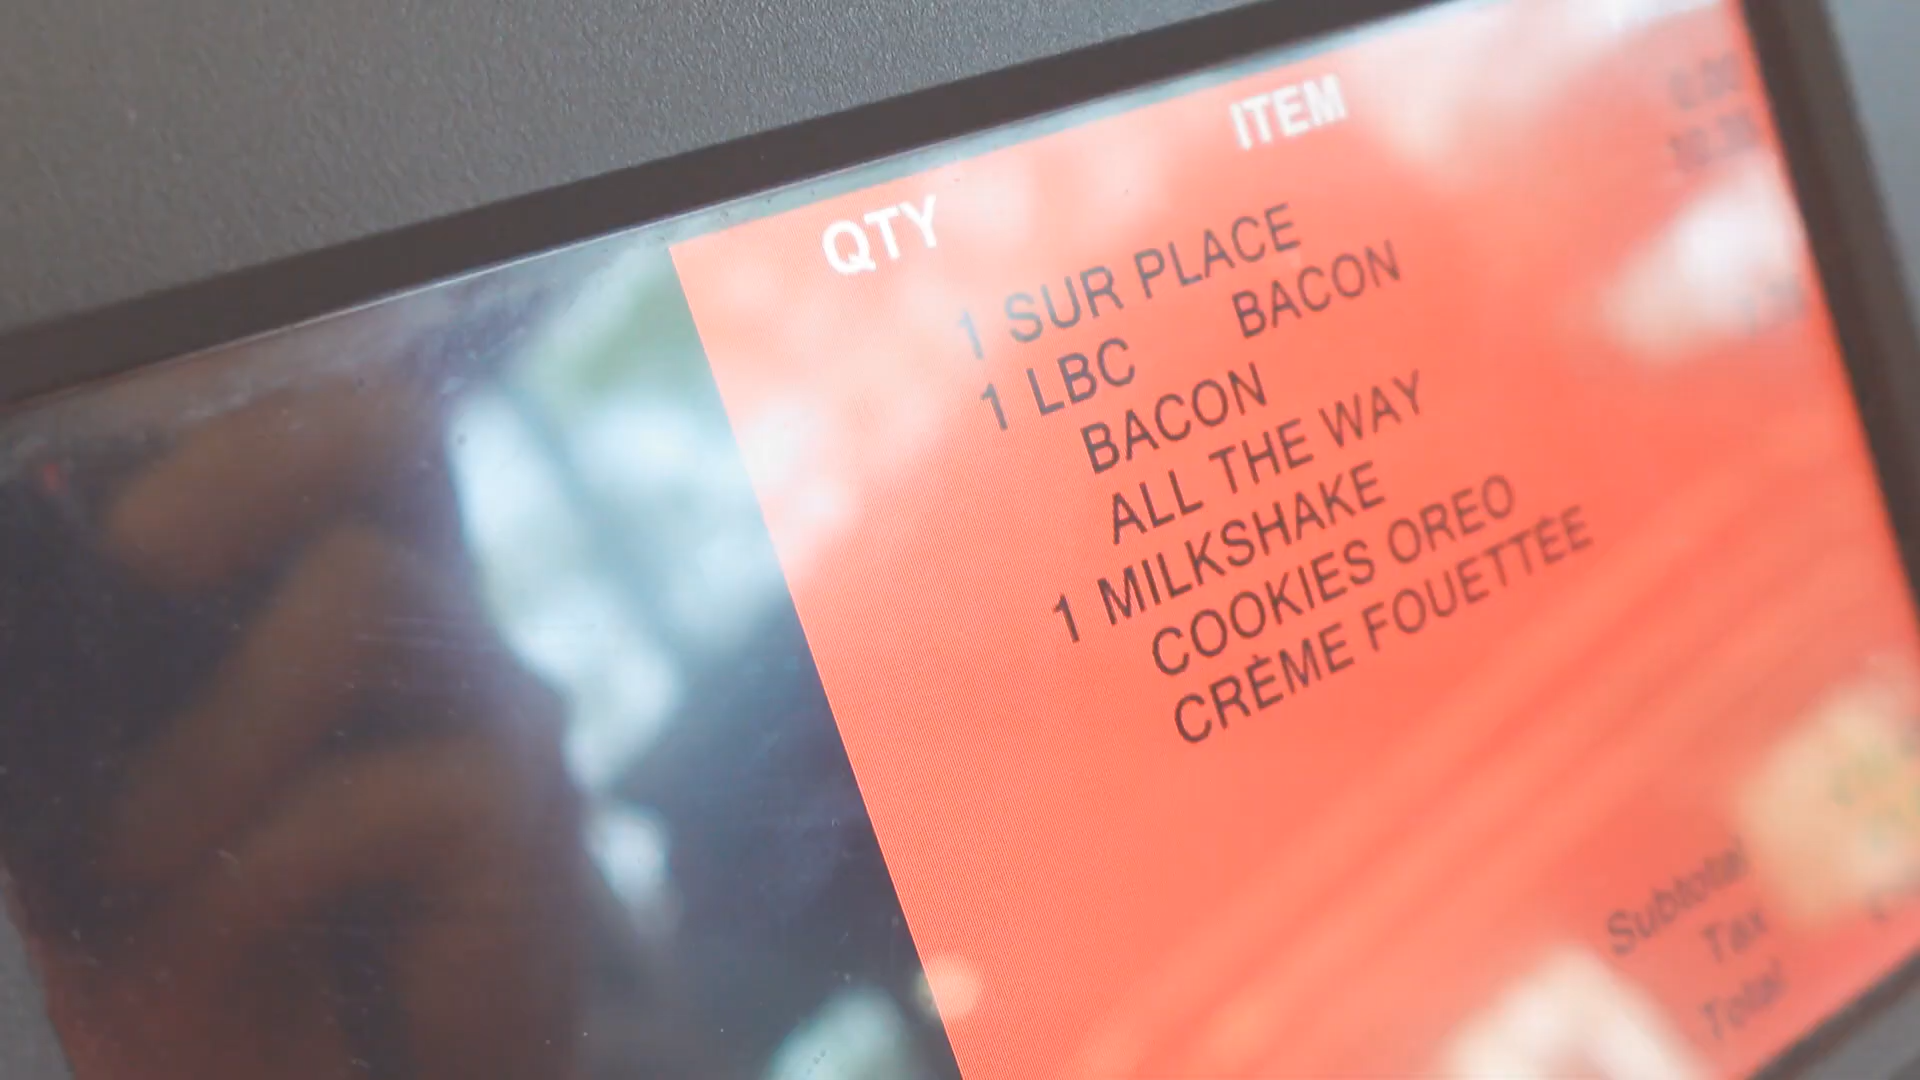 QTY ITEM
1 SUR PLACE
1 LBC BACON
BACON
ALL THE WAY
1 MILKSHAKE
COOKIES OREO
CRÈME FOUETTÉE
Subtotal
Tax
Total